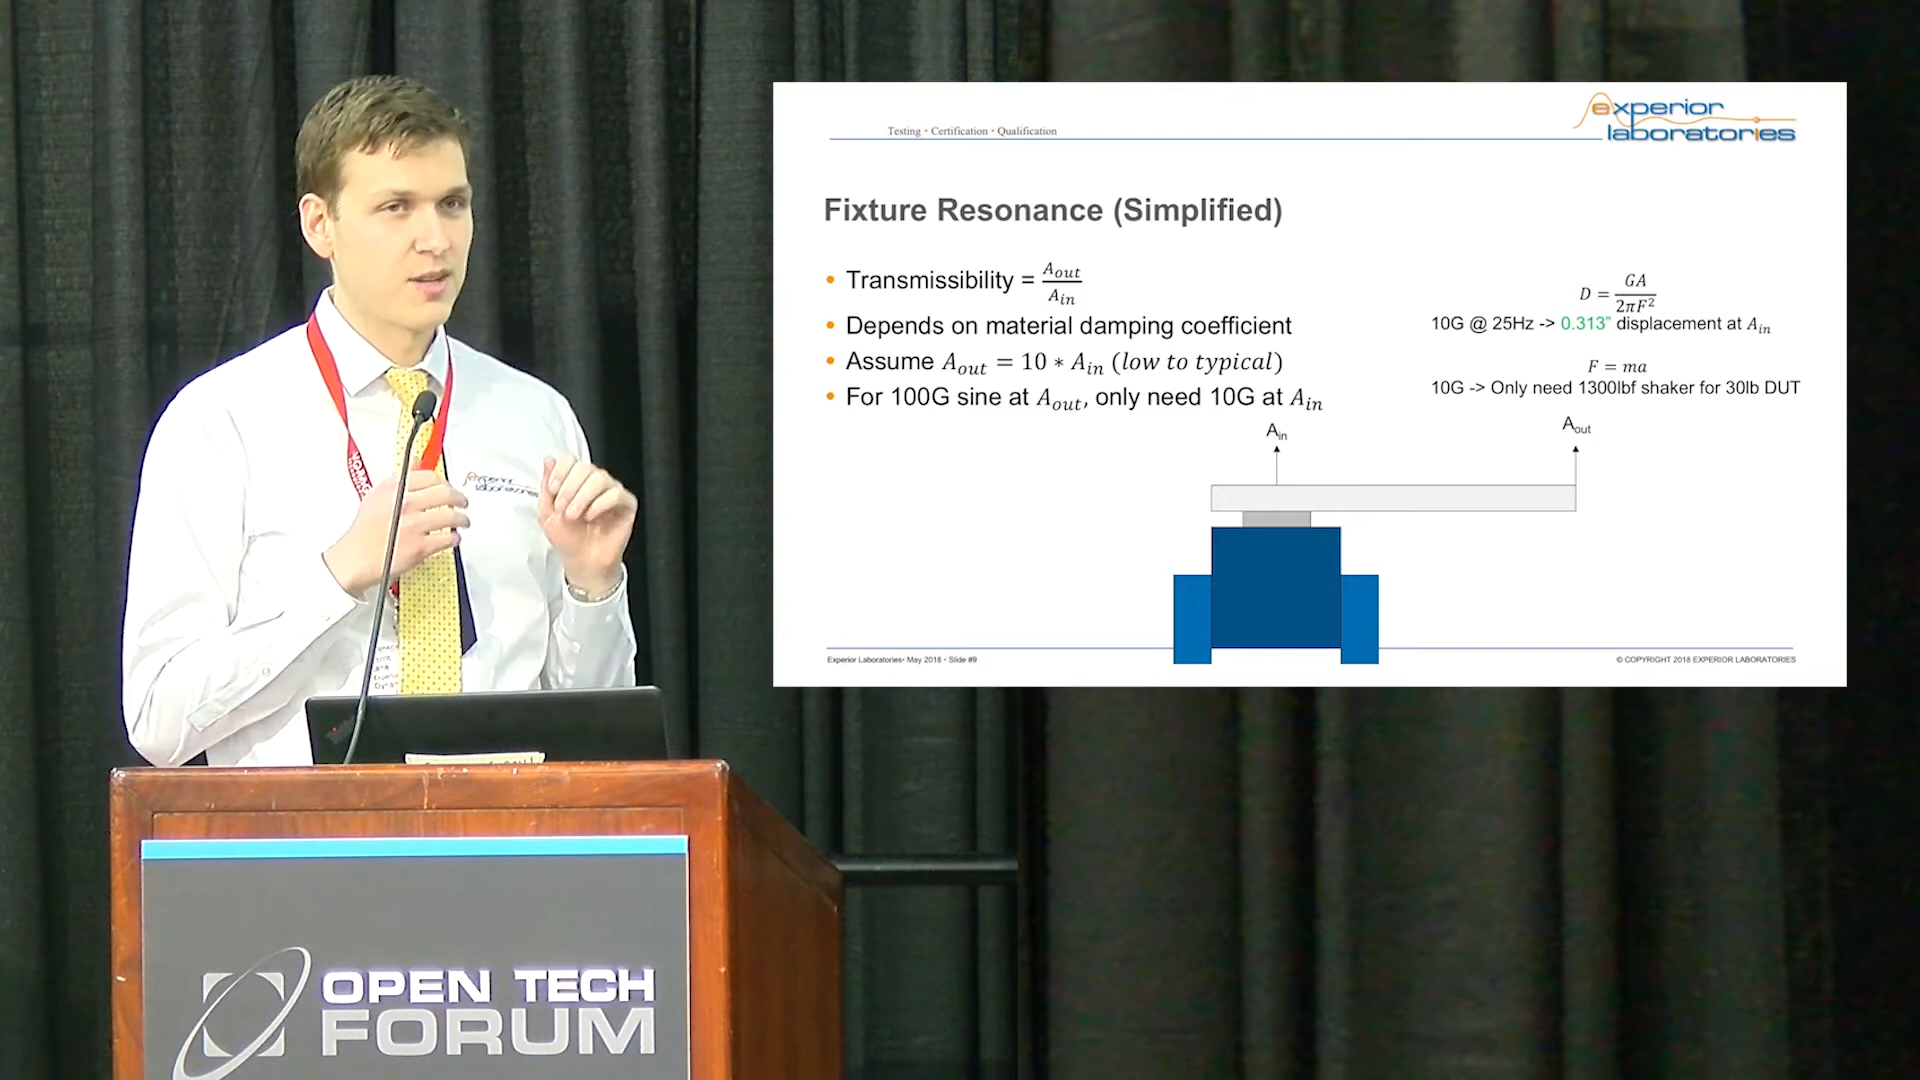 experior
laboratories
Testing • Certification • Qualification
Fixture Resonance (Simplified)
• Transmissibility = A_out / A_in
• Depends on material damping coefficient
• Assume A_out = 10 ∗ A_in (low to typical)
• For 100G sine at A_out, only need 10G at A_in
D = GA / 2πF²
10G @ 25Hz -> 0.313” displacement at A_in
F = ma
10G -> Only need 1300lbf shaker for 30lb DUT
A_in
A_out
Experior Laboratories• May 2018 • Slide #9
© COPYRIGHT 2018 EXPERIOR LABORATORIES
experior
laboratories
OPEN TECH
FORUM